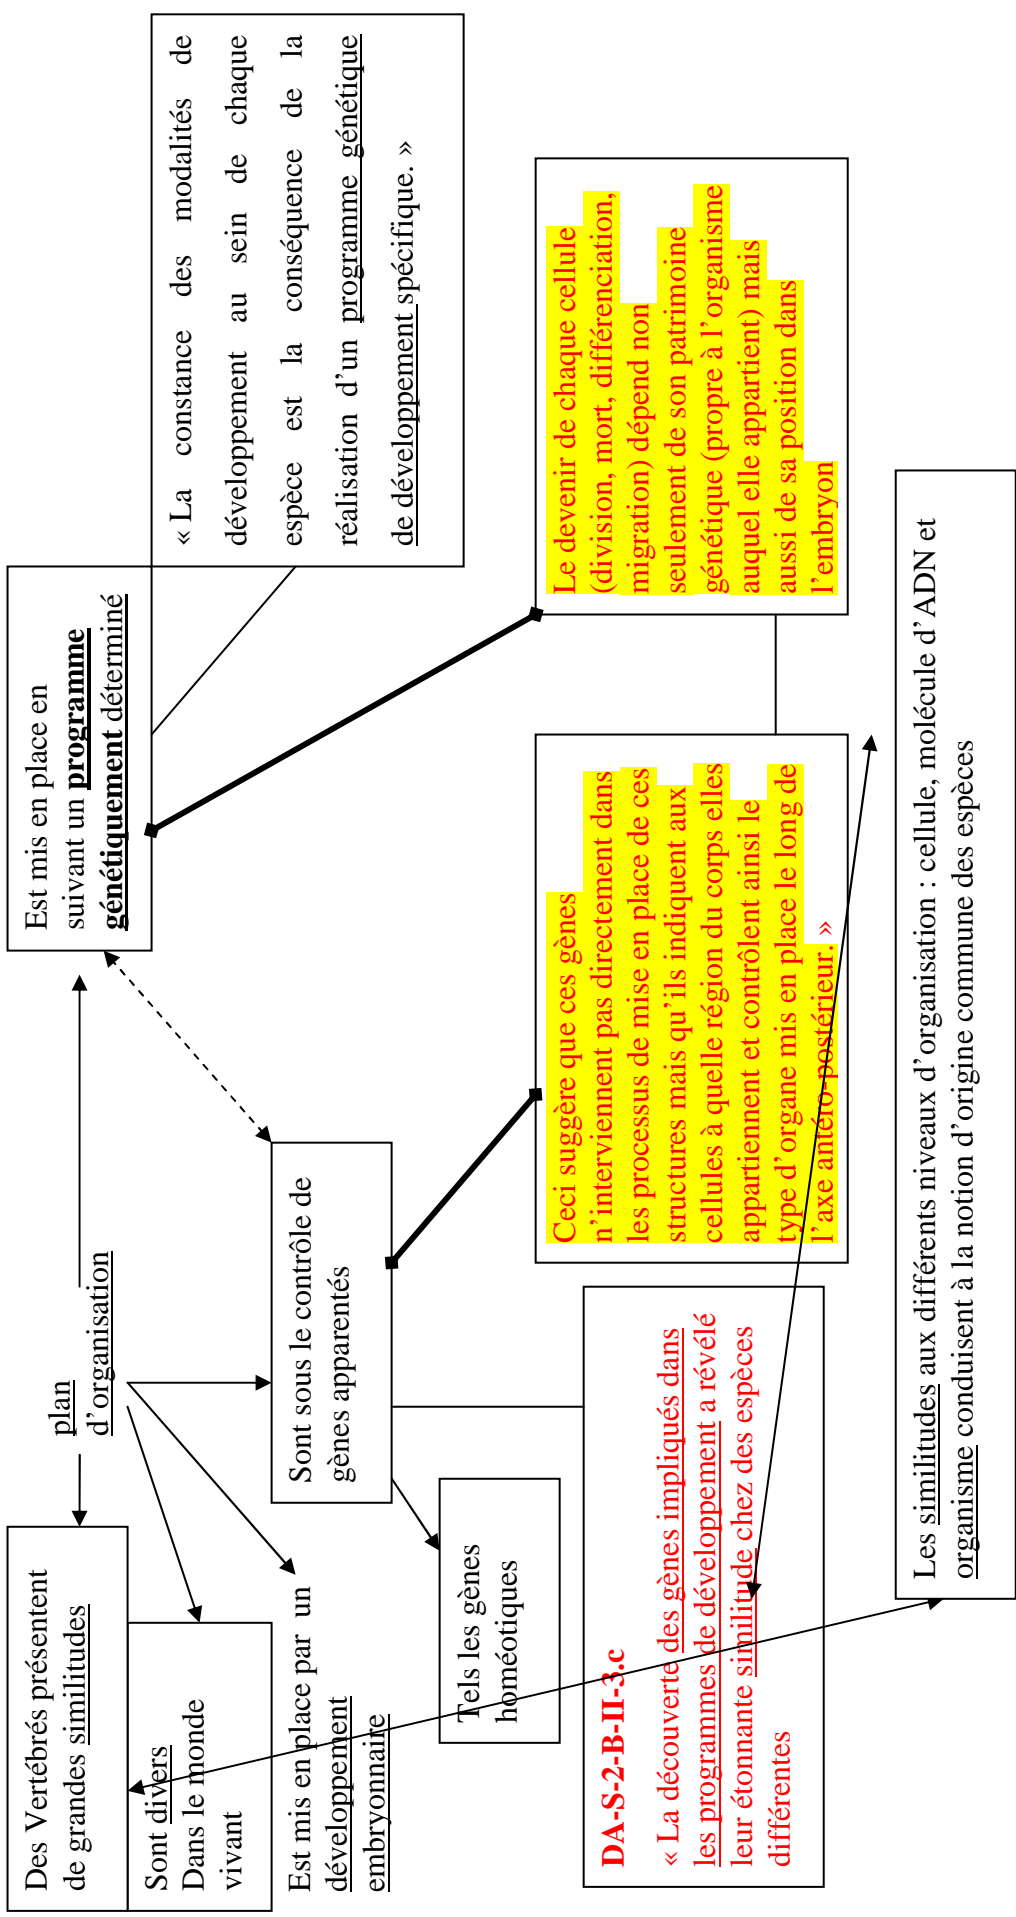 Des Vertébrés présentent
de grandes similitudes
Sont divers
Dans le monde
vivant
plan
d'organisation
Est mis en place en
suivant un programme
génétiquement déterminé
« La constance des modalités de
développement au sein de chaque
espèce est la conséquence de la
réalisation d'un programme génétique
de développement spécifique. »
Est mis en place par un
développement
embryonnaire
Sont sous le contrôle de
gènes apparentés
Tels les gènes
homéotiques
Ceci suggère que ces gènes
n'interviennent pas directement dans
les processus de mise en place de ces
structures mais qu'ils indiquent aux
cellules à quelle région du corps elles
appartiennent et contrôlent ainsi le
type d'organe mis en place le long de
l'axe antéro-postérieur. »
Le devenir de chaque cellule
(division, mort, différenciation,
migration) dépend non
seulement de son patrimoine
génétique (propre à l'organisme
auquel elle appartient) mais
aussi de sa position dans
l'embryon
DA-S-2-B-II-3.c
« La découverte des gènes impliqués dans
les programmes de développement a révélé
leur étonnante similitude chez des espèces
différentes
Les similitudes aux différents niveaux d'organisation : cellule, molécule d'ADN et
organisme conduisent à la notion d'origine commune des espèces